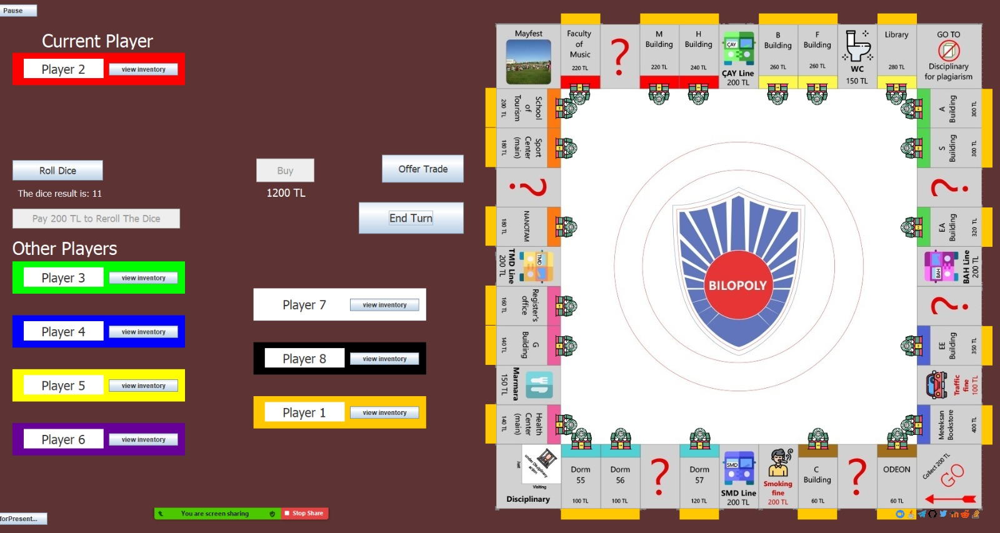 Pause
Current Player
Player 2
view inventory
Roll Dice
The dice result is: 11
Pay 200 TL to Reroll The Dice
Buy
1200 TL
Offer Trade
End Turn
Other Players
Player 3
view inventory
Player 4
view inventory
Player 5
view inventory
Player 6
view inventory
Player 7
view inventory
Player 8
view inventory
Player 1
view inventory
You are screen sharing
Stop Share
forPresent...
Mayfest
Faculty
of
Music
220 TL
?
M
Building
220 TL
H
Building
240 TL
ÇAY
ÇAY Line
200 TL
B
Building
260 TL
F
Building
260 TL
WC
150 TL
Library
280 TL
GO TO
Disciplinary
for plagiarism
School
of
Tourism
200 TL
Sport
Center
(main)
180 TL
?
NANOTAM
180 TL
TMD
TMD Line
200 TL
Register's
office
160 TL
G
Building
140 TL
Marmara
150 TL
Health
Center
(main)
140 TL
A
Building
300 TL
S
Building
300 TL
?
EA
Building
320 TL
BAH
BAH Line
200 TL
?
EE
Building
350 TL
Traffic
fine
100 TL
Meteksan
Bookstore
400 TL
BILOPOLY
under Disciplinary
action
Just
Visiting
Disciplinary
Dorm
55
100 TL
Dorm
56
100 TL
?
Dorm
57
120 TL
SMD
SMD Line
200 TL
Smoking
fine
200 TL
C
Building
60 TL
?
ODEON
60 TL
Collect 200 TL
GO